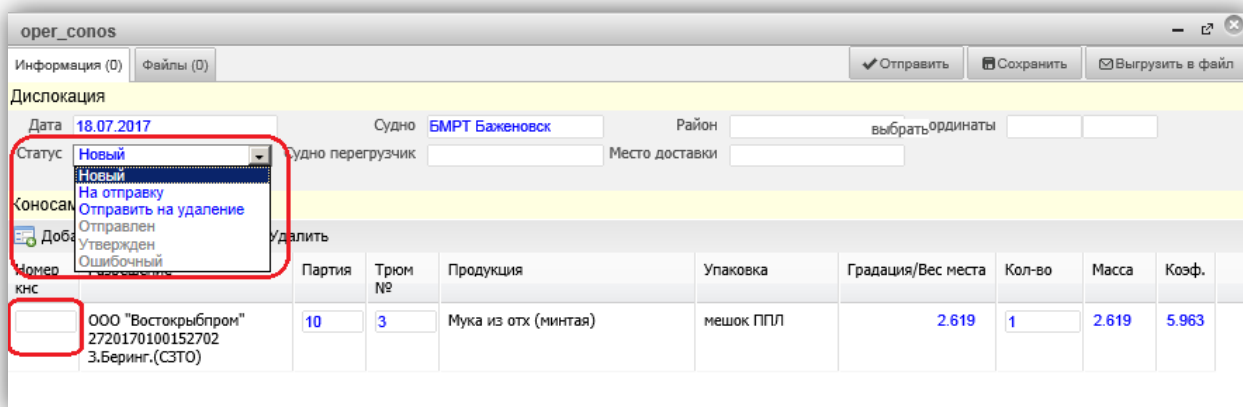 oper_conos
Информация (0) Файлы (0) Отправить Сохранить Выгрузить в файл
Дислокация
Дата 18.07.2017 Судно БМРТ Баженовск Район выбрать ординаты
Статус Новый Судно перегрузчик Место доставки
Новый
На отправку
Отправить на удаление
Отправлен
Утвержден
Ошибочный
Коносам
Доба Удалить
Номер кнс Разрешение Партия Трюм № Продукция Упаковка Градация/Вес места Кол-во Масса Коэф.
ООО "Востокрыбпром" 10 3 Мука из отх (минтая) мешок ППЛ 2.619 1 2.619 5.963
2720170100152702
З.Беринг.(СЗТО)